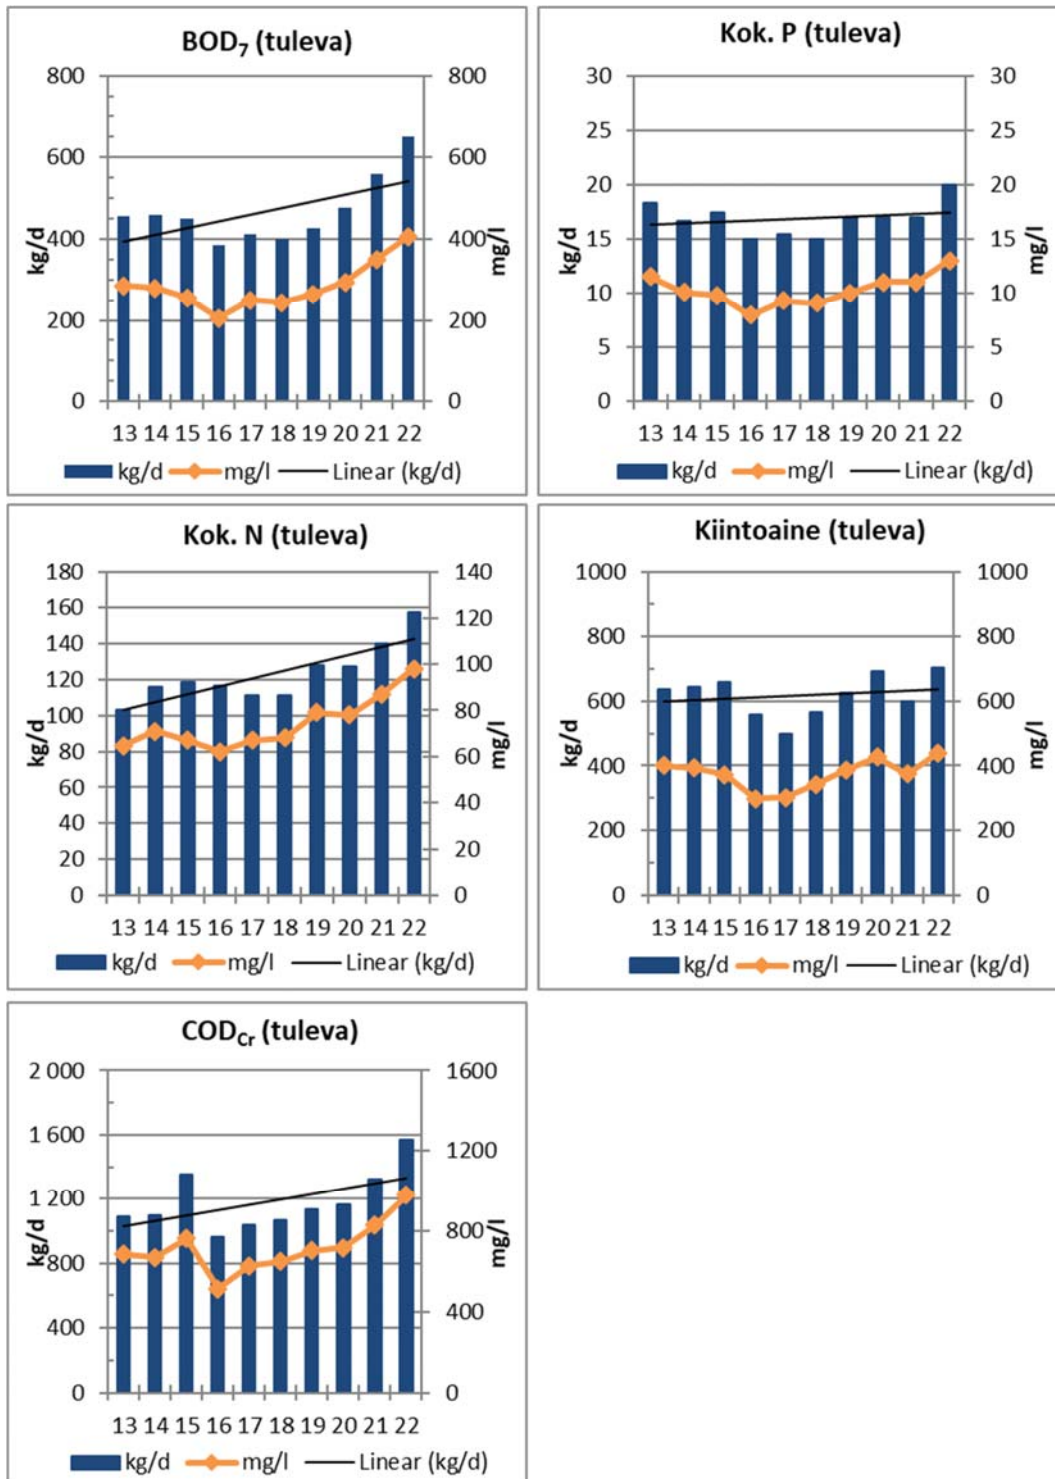 BOD₇ (tuleva)
800 800
600 600
400 400
200 200
0 0
kg/d
mg/l
13 14 15 16 17 18 19 20 21 22
kg/d mg/l Linear (kg/d)
Kok. P (tuleva)
30 30
25 25
20 20
15 15
10 10
5 5
0 0
kg/d
mg/l
13 14 15 16 17 18 19 20 21 22
kg/d mg/l Linear (kg/d)
Kok. N (tuleva)
180 140
160 120
140 100
120 80
100 60
80 40
60 20
40 0
20
0
kg/d
mg/l
13 14 15 16 17 18 19 20 21 22
kg/d mg/l Linear (kg/d)
Kiintoaine (tuleva)
1000 1000
800 800
600 600
400 400
200 200
0 0
kg/d
mg/l
13 14 15 16 17 18 19 20 21 22
kg/d mg/l Linear (kg/d)
COD_Cr (tuleva)
2 000 1600
1 600 1200
1 200 800
800 400
400 0
0
kg/d
mg/l
13 14 15 16 17 18 19 20 21 22
kg/d mg/l Linear (kg/d)